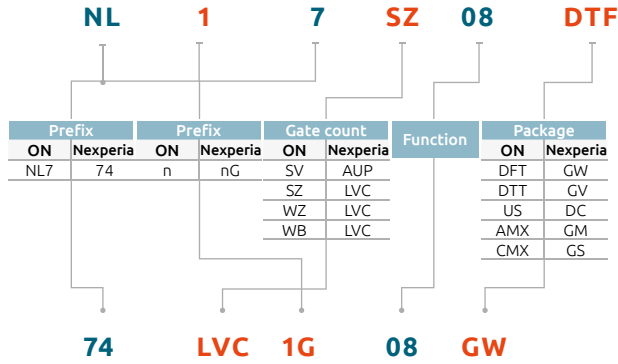 NL 1 7 SZ 08 DTF
Prefix Prefix Gate count Function Package
ON Nexperia ON Nexperia ON Nexperia ON Nexperia
NL7 74 n nG SV AUP DFT GW
SZ LVC DTT GV
WZ LVC US DC
WB LVC AMX GM
CMX GS
74 LVC 1G 08 GW